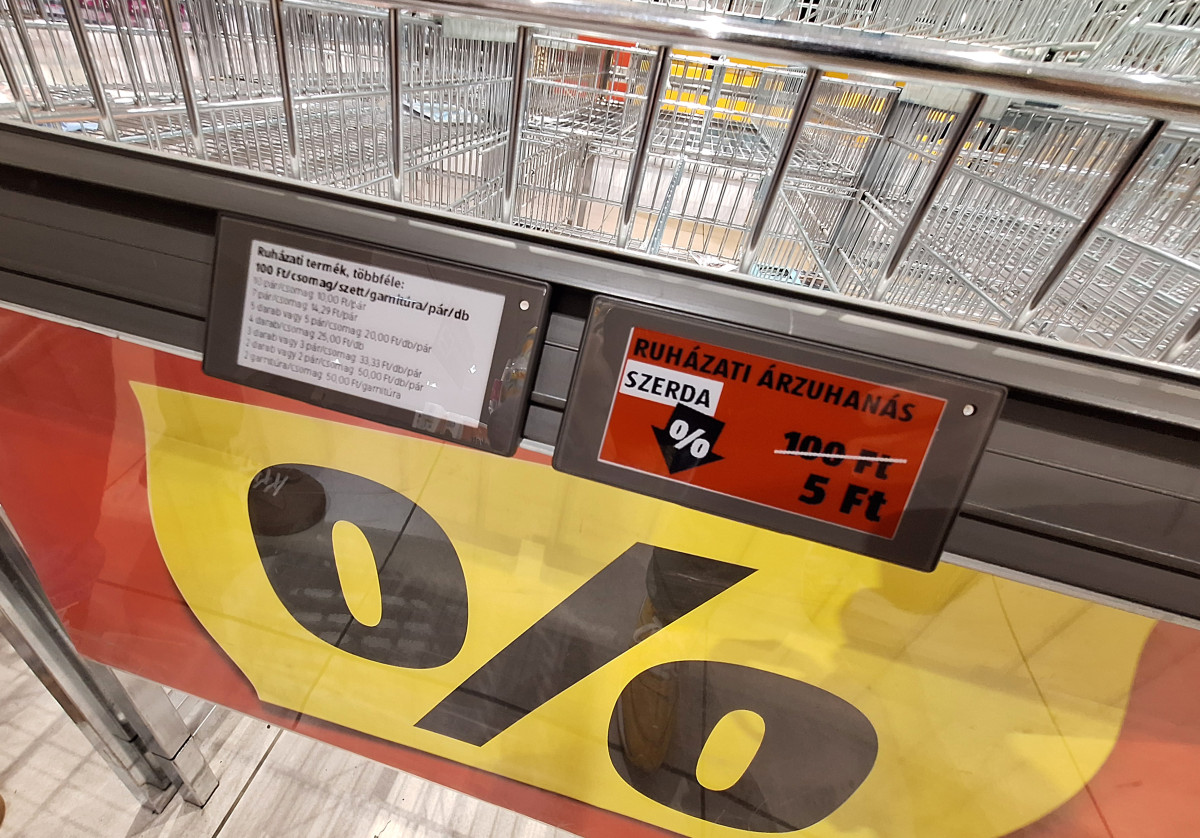 Ruházati termék, többféle:
100 Ft/csomag/szett/garnitúra/pár/db
10 pár/csomag: 10,00 Ft/pár
7 pár/csomag: 14,29 Ft/pár
5 darab vagy 5 pár/csomag: 20,00 Ft/db/pár
4 darab/csomag: 25,00 Ft/db
3 darab vagy 3 pár/csomag: 33,33 Ft/db/pár
2 darab vagy 2 pár/csomag: 50,00 Ft/db/pár
2 garnitúra/csomag: 50,00 Ft/garnitúra
RUHÁZATI ÁRZUHANÁS
SZERDA
%
100 Ft
5 Ft
%